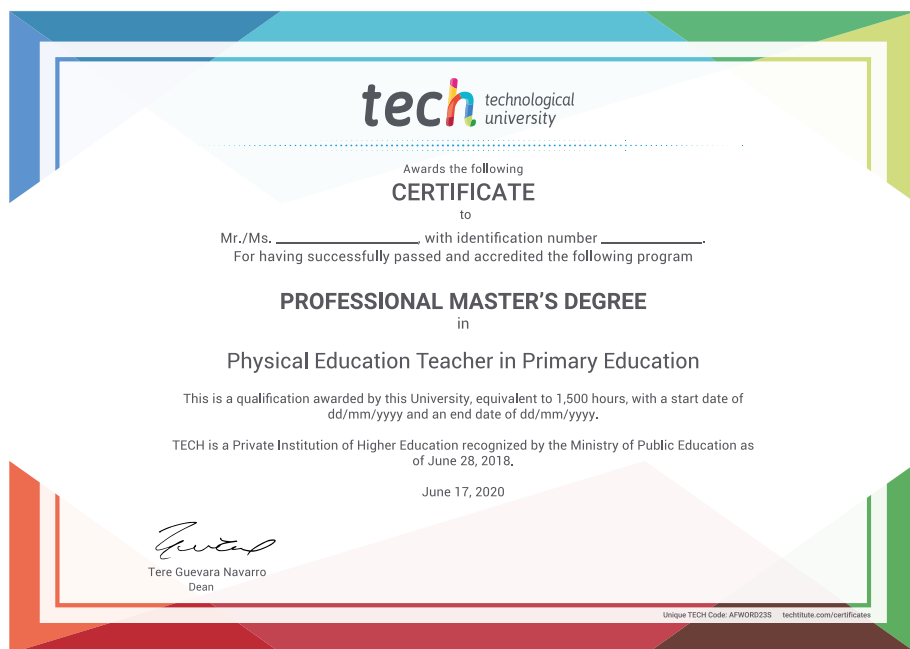 tech technological
university
Awards the following
CERTIFICATE
to
Mr./Ms. ________________, with identification number ____________.
For having successfully passed and accredited the following program
PROFESSIONAL MASTER'S DEGREE
in
Physical Education Teacher in Primary Education
This is a qualification awarded by this University, equivalent to 1,500 hours, with a start date of
dd/mm/yyyy and an end date of dd/mm/yyyy.
TECH is a Private Institution of Higher Education recognized by the Ministry of Public Education as
of June 28, 2018.
June 17, 2020
Tere Guevara Navarro
Dean
Unique TECH Code: AFWORD23S techtitute.com/certificates